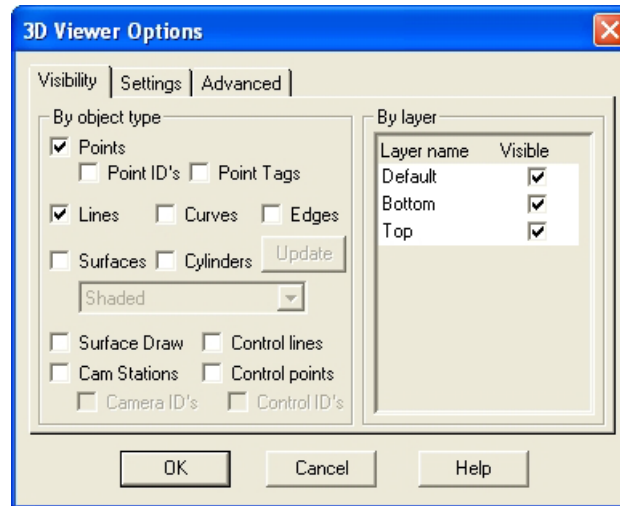 3D Viewer Options
Visibility Settings Advanced
By object type
Points
Point ID's Point Tags
Lines Curves Edges
Surfaces Cylinders Update
Shaded
Surface Draw Control lines
Cam Stations Control points
Camera ID's Control ID's
By layer
Layer name Visible
Default
Bottom
Top
OK Cancel Help